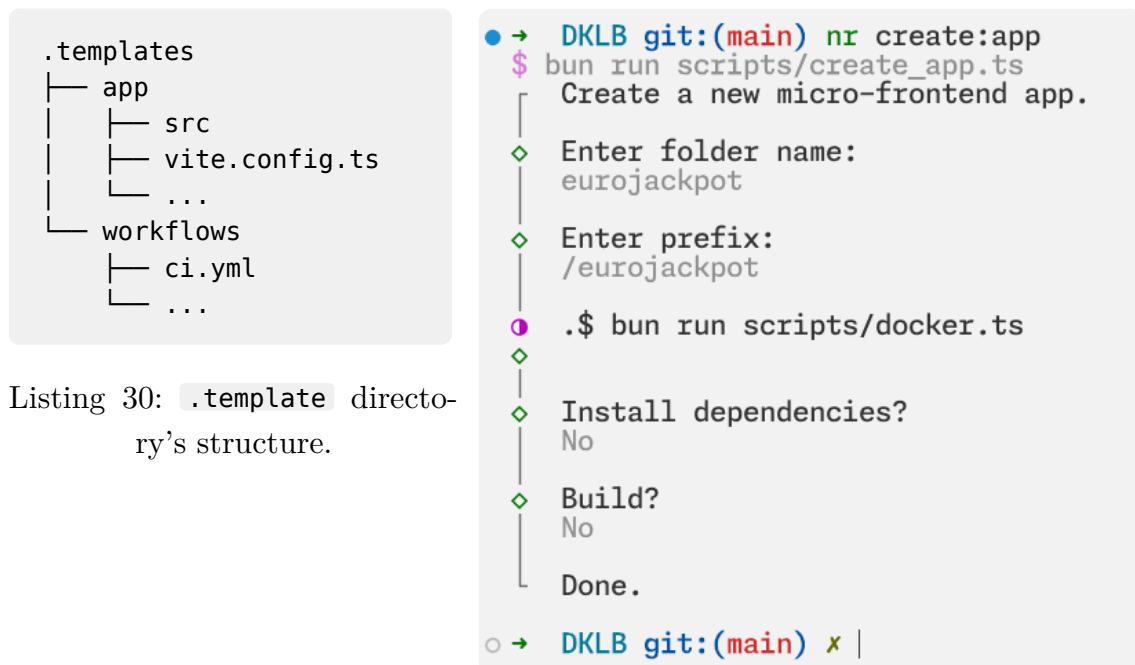 .templates
├── app
│   ├── src
│   ├── vite.config.ts
│   └── ...
└── workflows
    ├── ci.yml
    └── ...
Listing 30: .template directo-
ry's structure.
➜ DKLB git:(main) nr create:app
$ bun run scripts/create_app.ts
Create a new micro-frontend app.
Enter folder name:
eurojackpot
Enter prefix:
/eurojackpot
.$ bun run scripts/docker.ts
Install dependencies?
No
Build?
No
Done.
➜ DKLB git:(main) ✗